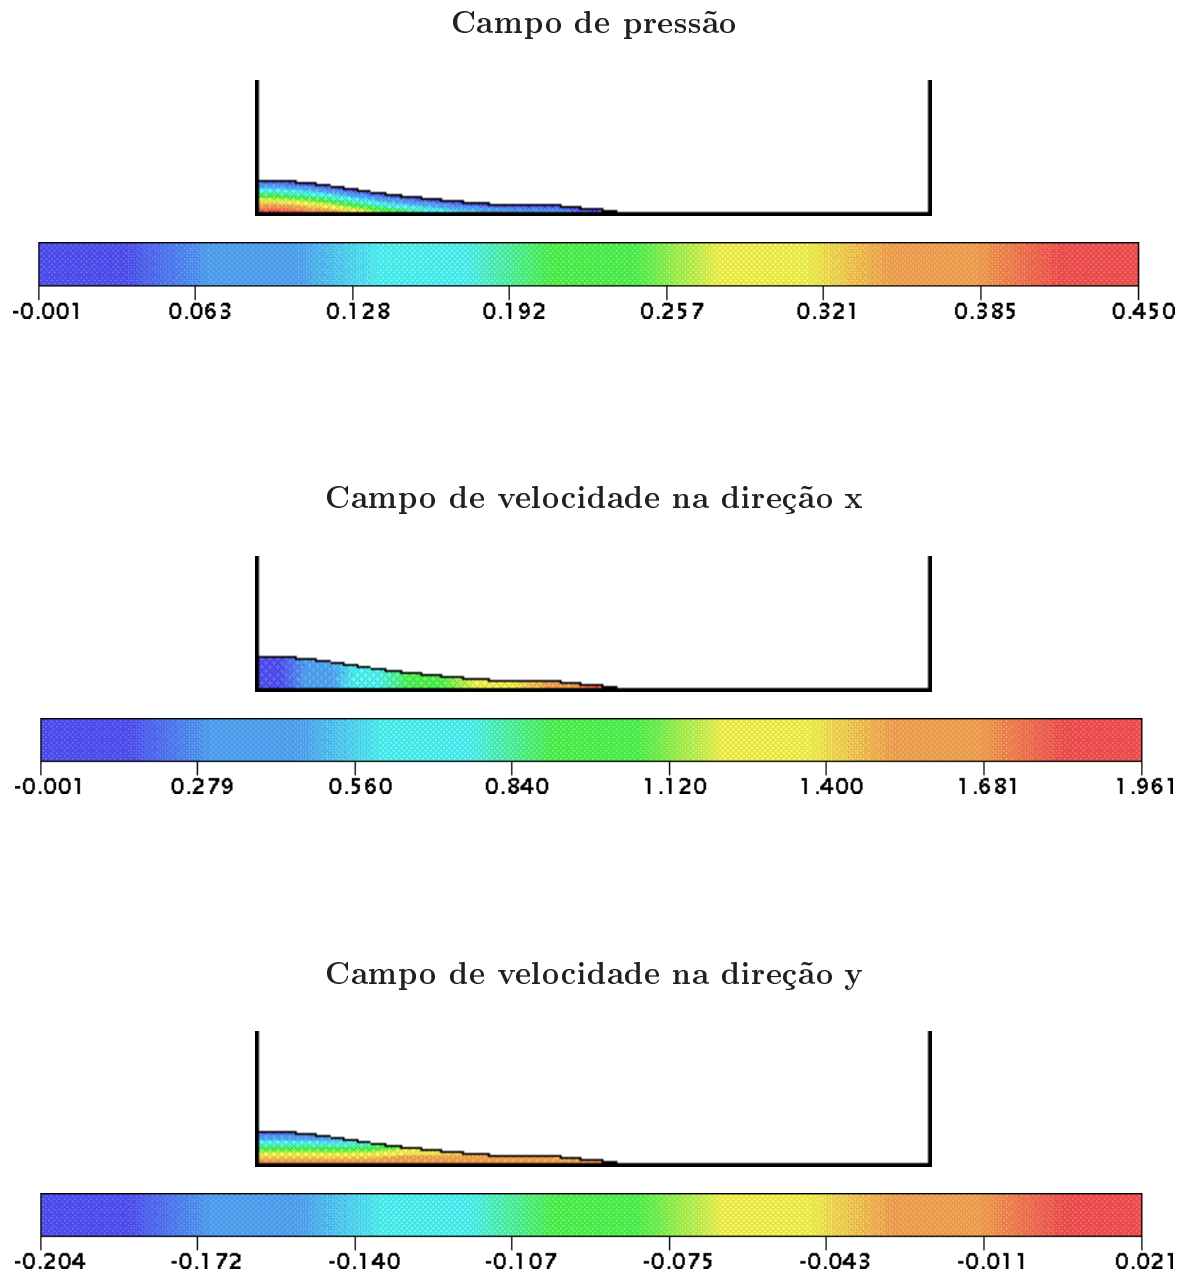 Campo de pressão
-0.001 0.063 0.128 0.192 0.257 0.321 0.385 0.450
Campo de velocidade na direção x
-0.001 0.279 0.560 0.840 1.120 1.400 1.681 1.961
Campo de velocidade na direção y
-0.204 -0.172 -0.140 -0.107 -0.075 -0.043 -0.011 0.021